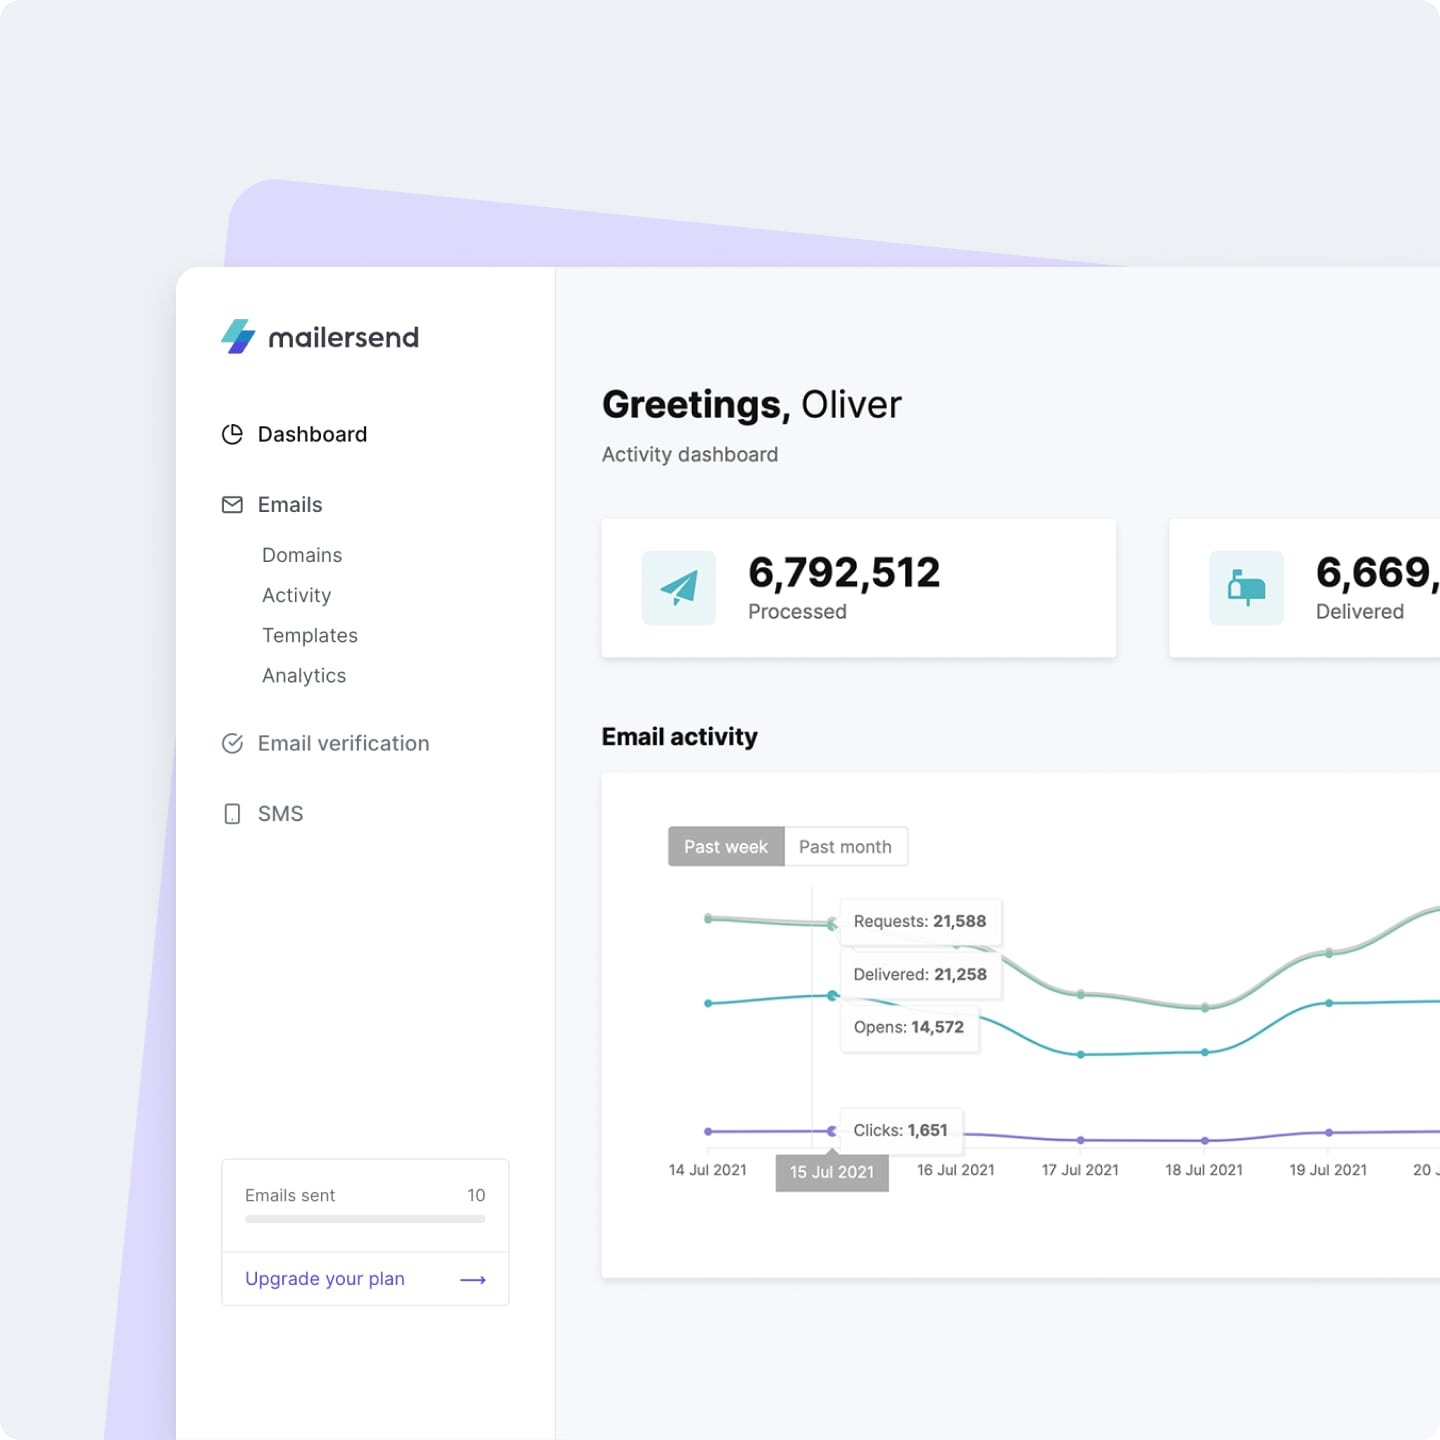 mailersend
Dashboard
Emails
Domains
Activity
Templates
Analytics
Email verification
SMS
Emails sent 10
Upgrade your plan
Greetings, Oliver
Activity dashboard
6,792,512
Processed
6,669,
Delivered
Email activity
Past week Past month
Requests: 21,588
Delivered: 21,258
Opens: 14,572
Clicks: 1,651
14 Jul 2021 15 Jul 2021 16 Jul 2021 17 Jul 2021 18 Jul 2021 19 Jul 2021 20